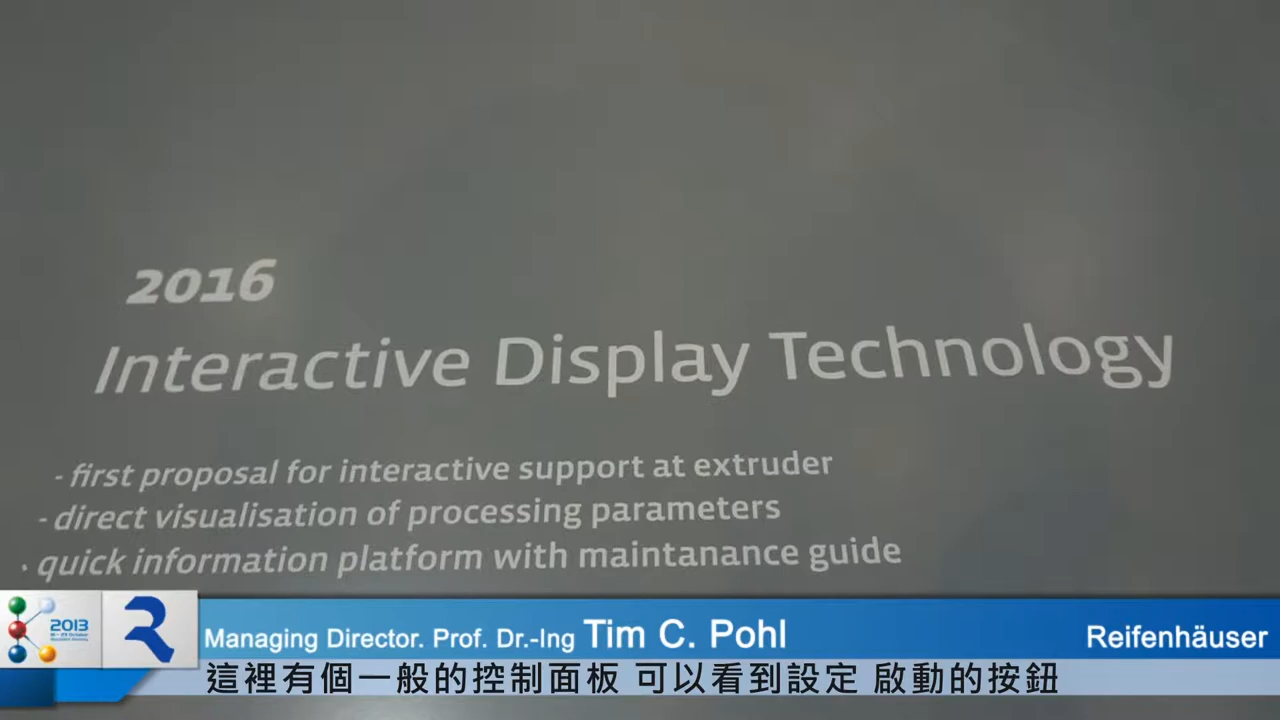 2016
Interactive Display Technology
- first proposal for interactive support at extruder
- direct visualisation of processing parameters
- quick information platform with maintanance guide
2013
Managing Director. Prof. Dr.-Ing Tim C. Pohl
Reifenhäuser
這裡有個一般的控制面板 可以看到設定 啟動的按鈕